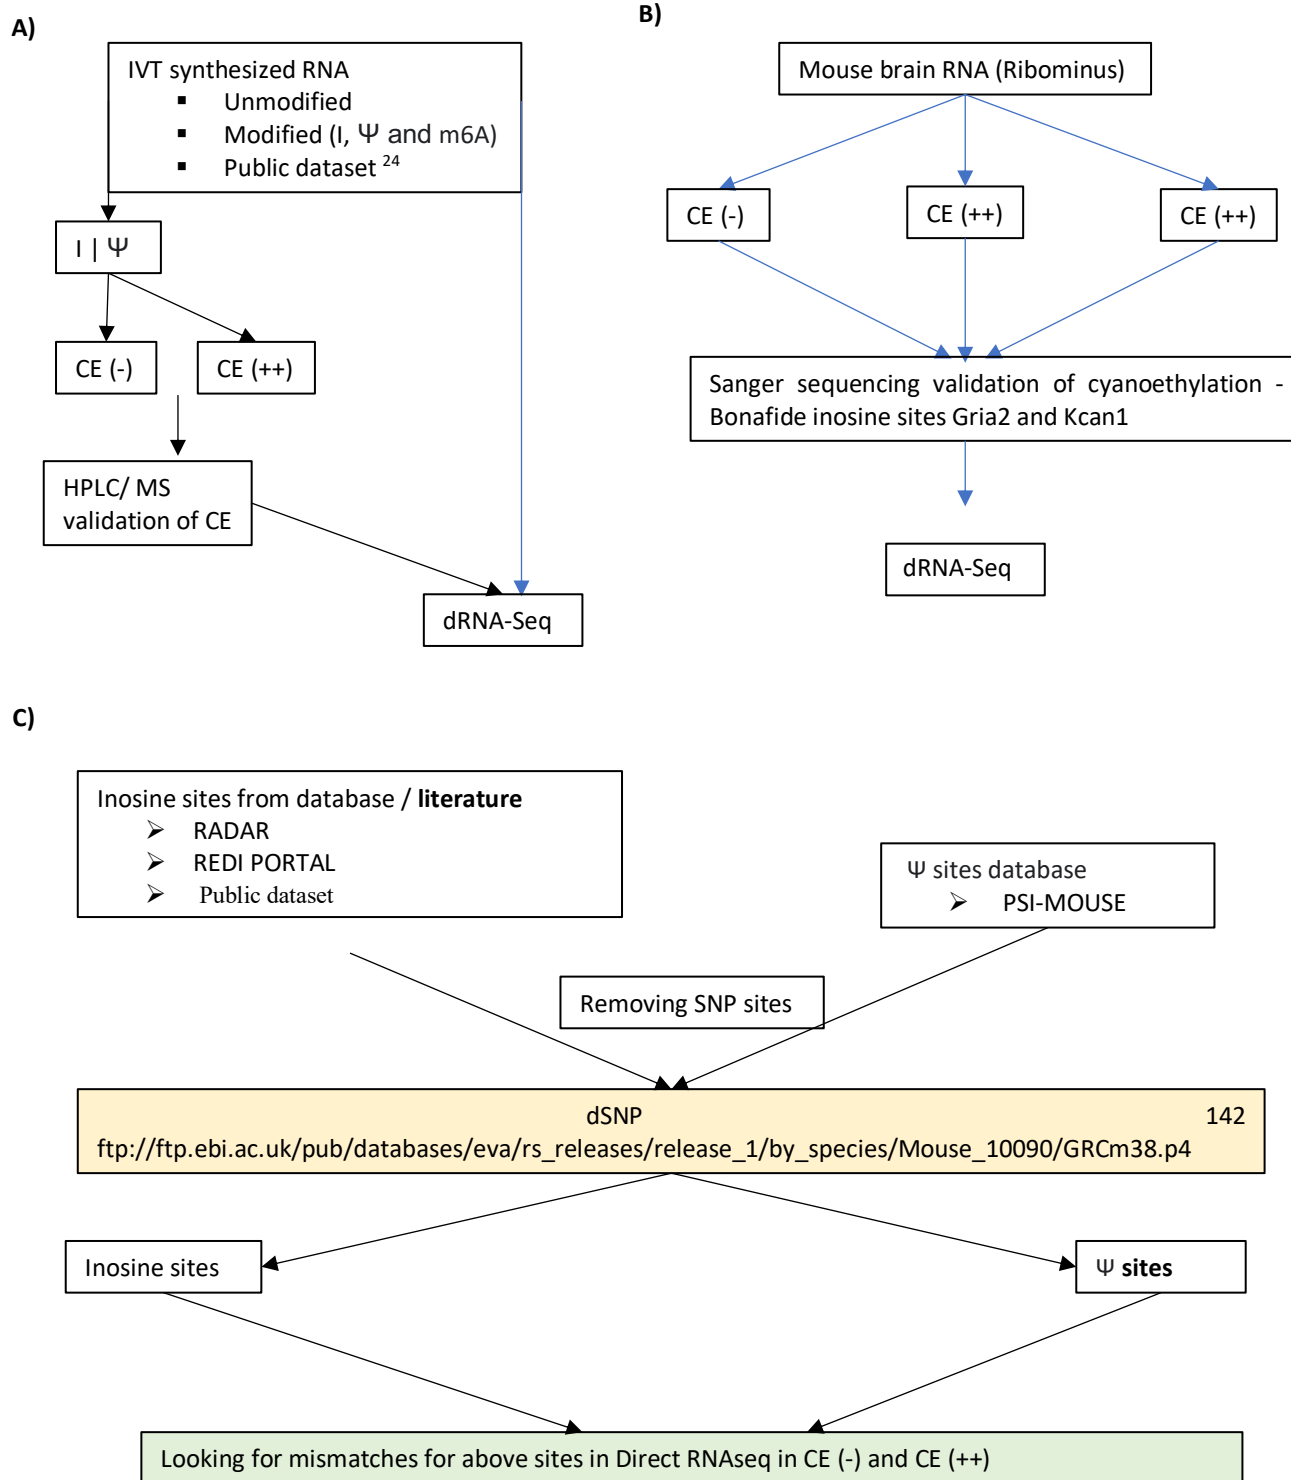 A)
IVT synthesized RNA
▪ Unmodified
▪ Modified (I, Ψ and m6A)
▪ Public dataset 24
I | Ψ
CE (-)
CE (++)
HPLC/ MS
validation of CE
dRNA-Seq
B)
Mouse brain RNA (Ribominus)
CE (-)
CE (++)
CE (++)
Sanger sequencing validation of cyanoethylation -
Bonafide inosine sites Gria2 and Kcan1
dRNA-Seq
C)
Inosine sites from database / literature
➢ RADAR
➢ REDI PORTAL
➢ Public dataset
Ψ sites database
➢ PSI-MOUSE
Removing SNP sites
dSNP 142
ftp://ftp.ebi.ac.uk/pub/databases/eva/rs_releases/release_1/by_species/Mouse_10090/GRCm38.p4
Inosine sites
Ψ sites
Looking for mismatches for above sites in Direct RNAseq in CE (-) and CE (++)